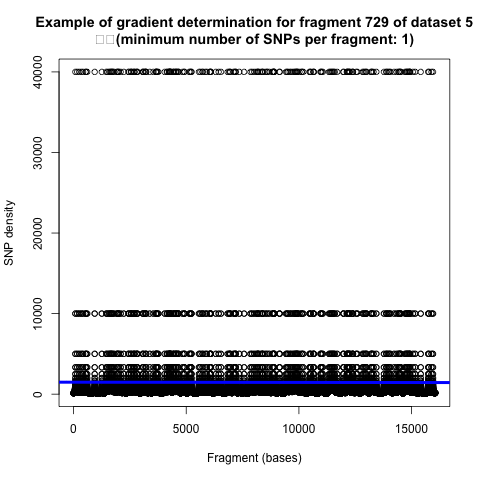 Example of gradient determination for fragment 729 of dataset 5
(minimum number of SNPs per fragment: 1)
40000
30000
20000
10000
0
SNP density
0 5000 10000 15000
Fragment (bases)